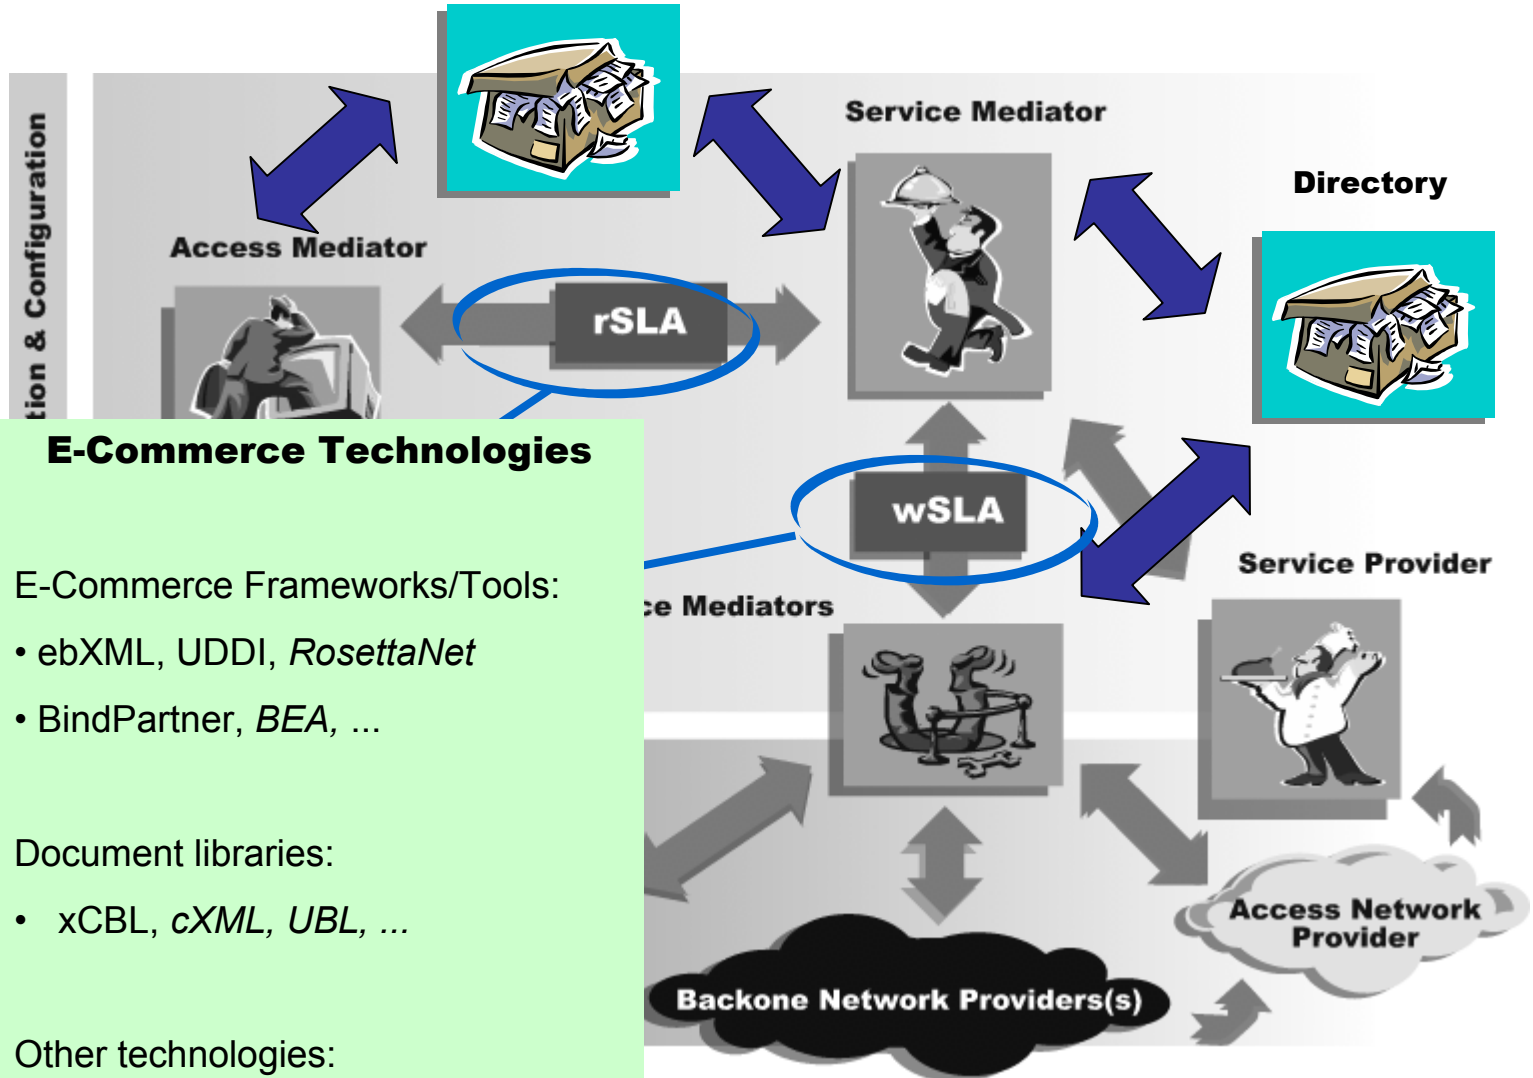 Service Mediator
Directory
Access Mediator
tion & Configuration
rSLA
E-Commerce Technologies
wSLA
E-Commerce Frameworks/Tools:
• ebXML, UDDI, RosettaNet
• BindPartner, BEA, ...
Service Provider
ce Mediators
Document libraries:
• xCBL, cXML, UBL, ...
Access Network
Provider
Backone Network Providers(s)
Other technologies: